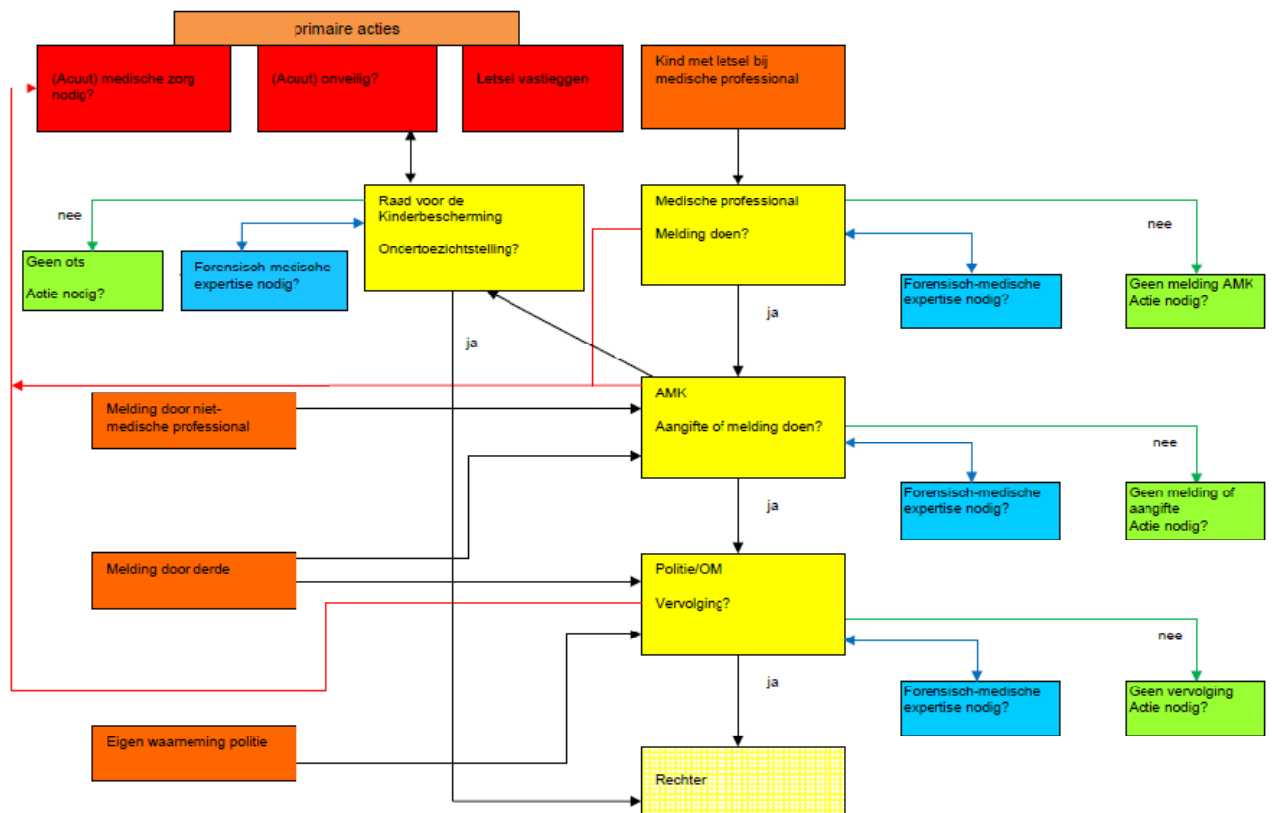 primaire acties
(Acuut) medische zorg
nodig?
(Acuut) onveilig?
Letsel vastleggen
Kind met letsel bij
medische professional
Raad voor de
Kinderbescherming
Ondertoezichtstelling?
nee
Geen ots
Actie nodig?
Forensisch-medische
expertise nodig?
ja
Medische professional
Melding doen?
nee
Forensisch-medische
expertise nodig?
Geen melding AMK
Actie nodig?
ja
Melding door niet-
medische professional
AMK
Aangifte of melding doen?
nee
Forensisch-medische
expertise nodig?
Geen melding of
aangifte
Actie nodig?
ja
Melding door derde
Politie/OM
Vervolging?
nee
Forensisch-medische
expertise nodig?
Geen vervolging
Actie nodig?
ja
Eigen waarneming politie
Rechter